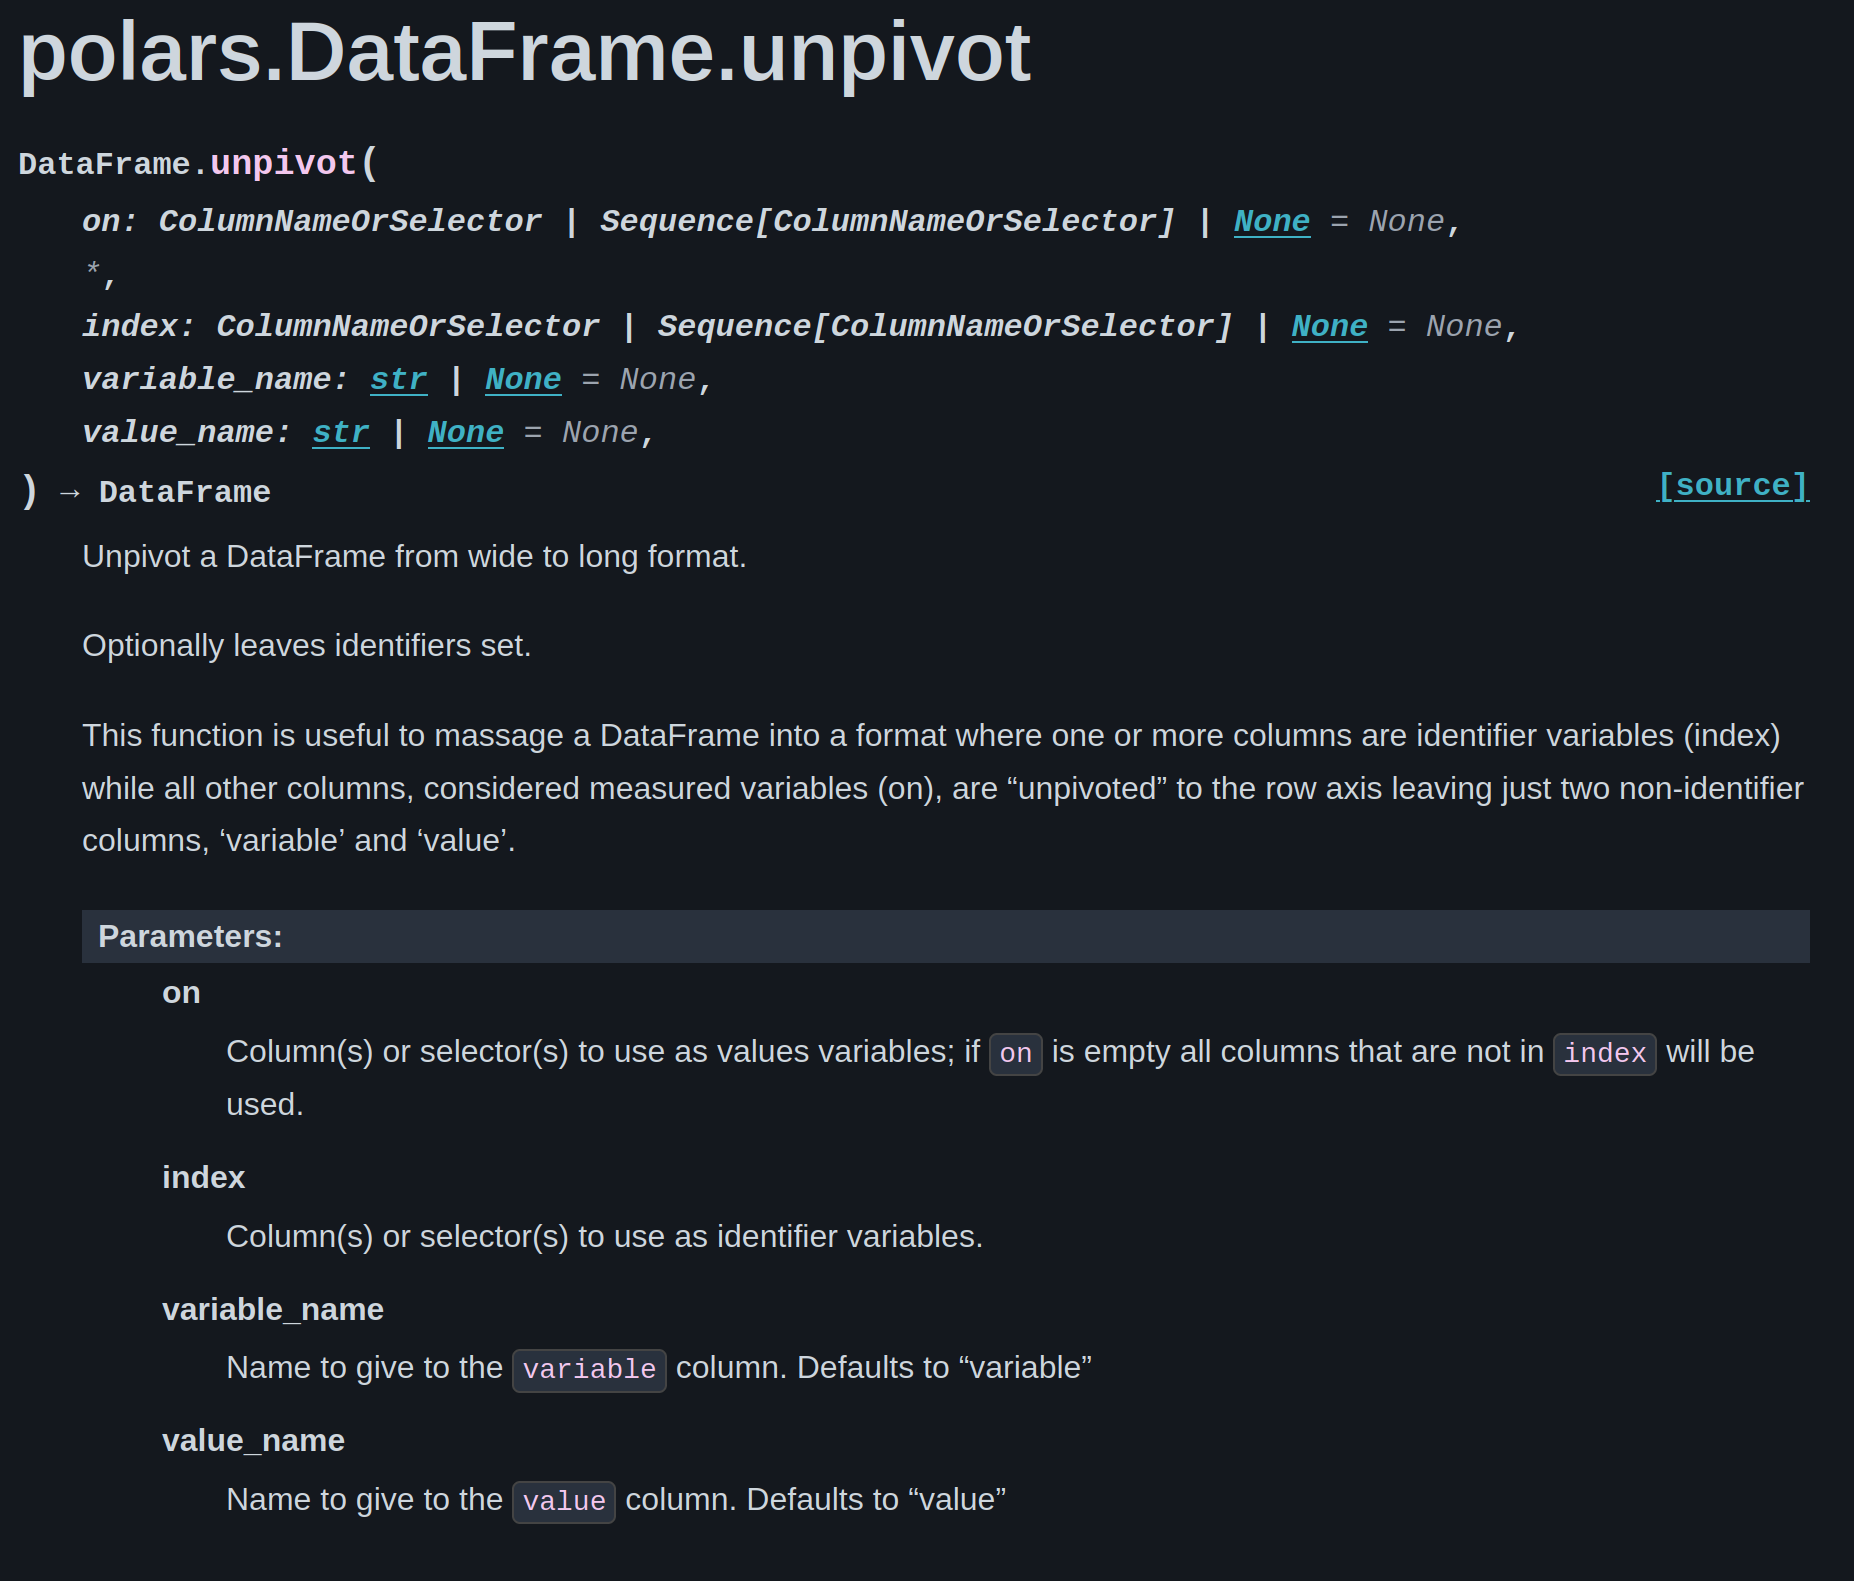 polars.DataFrame.unpivot
DataFrame.unpivot(
on: ColumnNameOrSelector | Sequence[ColumnNameOrSelector] | None = None,
*,
index: ColumnNameOrSelector | Sequence[ColumnNameOrSelector] | None = None,
variable_name: str | None = None,
value_name: str | None = None,
) → DataFrame [source]
Unpivot a DataFrame from wide to long format.
Optionally leaves identifiers set.
This function is useful to massage a DataFrame into a format where one or more columns are identifier variables (index)
while all other columns, considered measured variables (on), are “unpivoted” to the row axis leaving just two non-identifier
columns, ‘variable’ and ‘value’.
Parameters:
on
Column(s) or selector(s) to use as values variables; if on is empty all columns that are not in index will be
used.
index
Column(s) or selector(s) to use as identifier variables.
variable_name
Name to give to the variable column. Defaults to “variable”
value_name
Name to give to the value column. Defaults to “value”